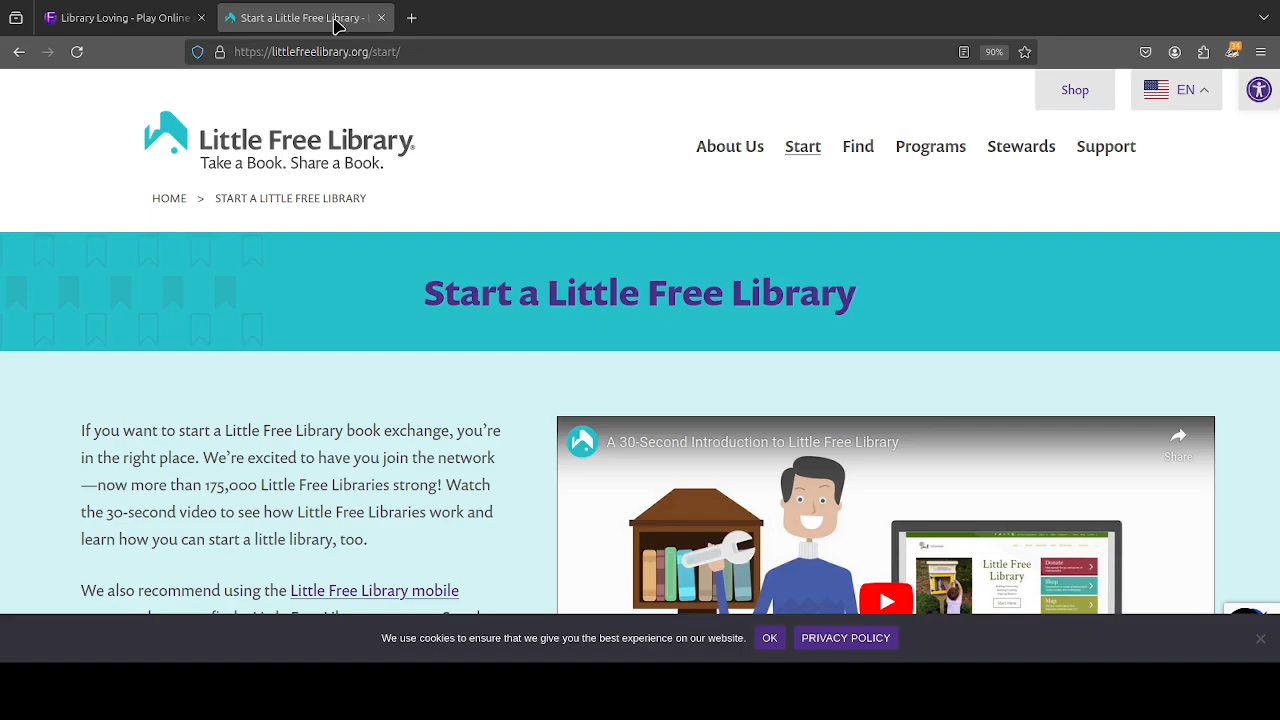 Library Loving - Play Online
Start a Little Free Library -
https://littlefreelibrary.org/start/
90%
34
Shop
EN
Little Free Library®
Take a Book. Share a Book.
About Us
Start
Find
Programs
Stewards
Support
HOME > START A LITTLE FREE LIBRARY
Start a Little Free Library
If you want to start a Little Free Library book exchange, you're
in the right place. We're excited to have you join the network
—now more than 175,000 Little Free Libraries strong! Watch
the 30-second video to see how Little Free Libraries work and
learn how you can start a little library, too.
We also recommend using the Little Free Library mobile
A 30-Second Introduction to Little Free Library
Share
Little Free
Library
Donate
Shop
Map
We use cookies to ensure that we give you the best experience on our website.
OK
PRIVACY POLICY